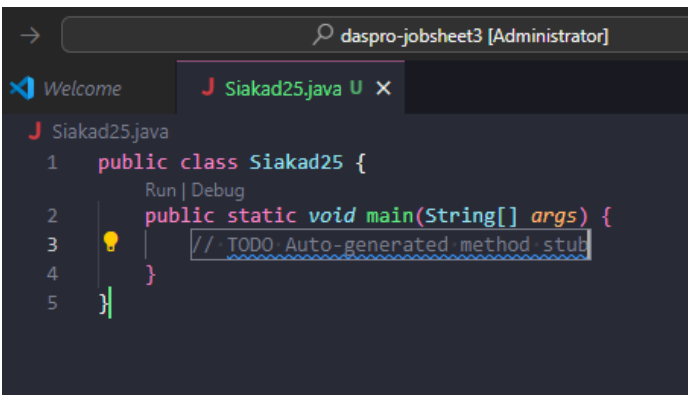 daspro-jobsheet3 [Administrator]
Welcome
J Siakad25.java U
J Siakad25.java
1 public class Siakad25 {
Run | Debug
2 public static void main(String[] args) {
3 // TODO Auto-generated method stub
4 }
5 }